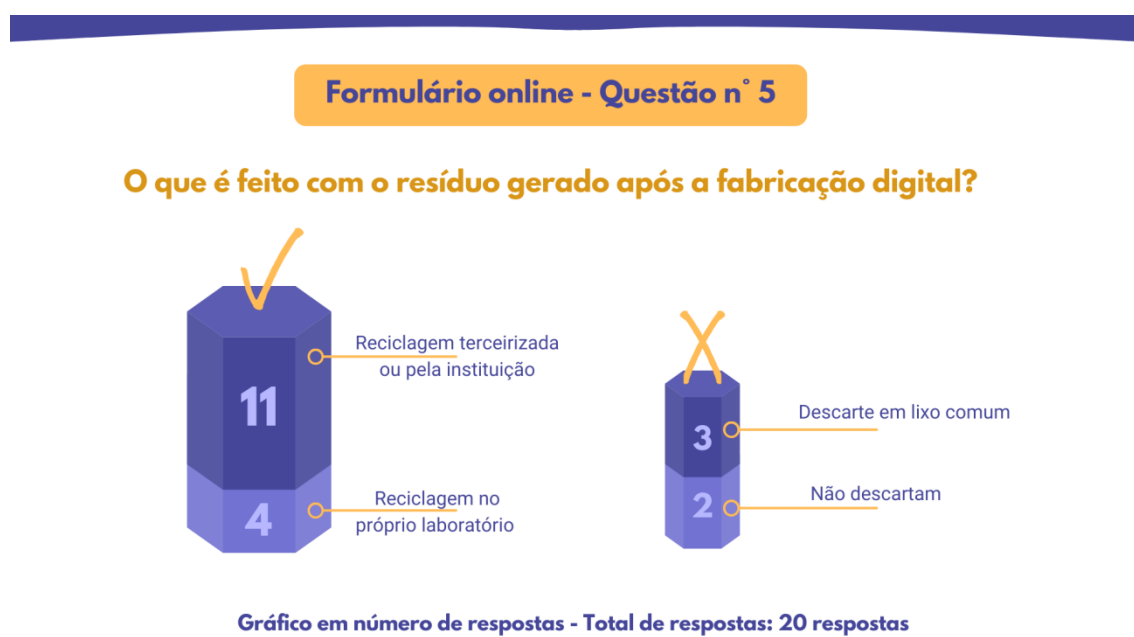 Formulário online - Questão n° 5
O que é feito com o resíduo gerado após a fabricação digital?
11
Reciclagem terceirizada
ou pela instituição
4
Reciclagem no
próprio laboratório
3
Descarte em lixo comum
2
Não descartam
Gráfico em número de respostas - Total de respostas: 20 respostas